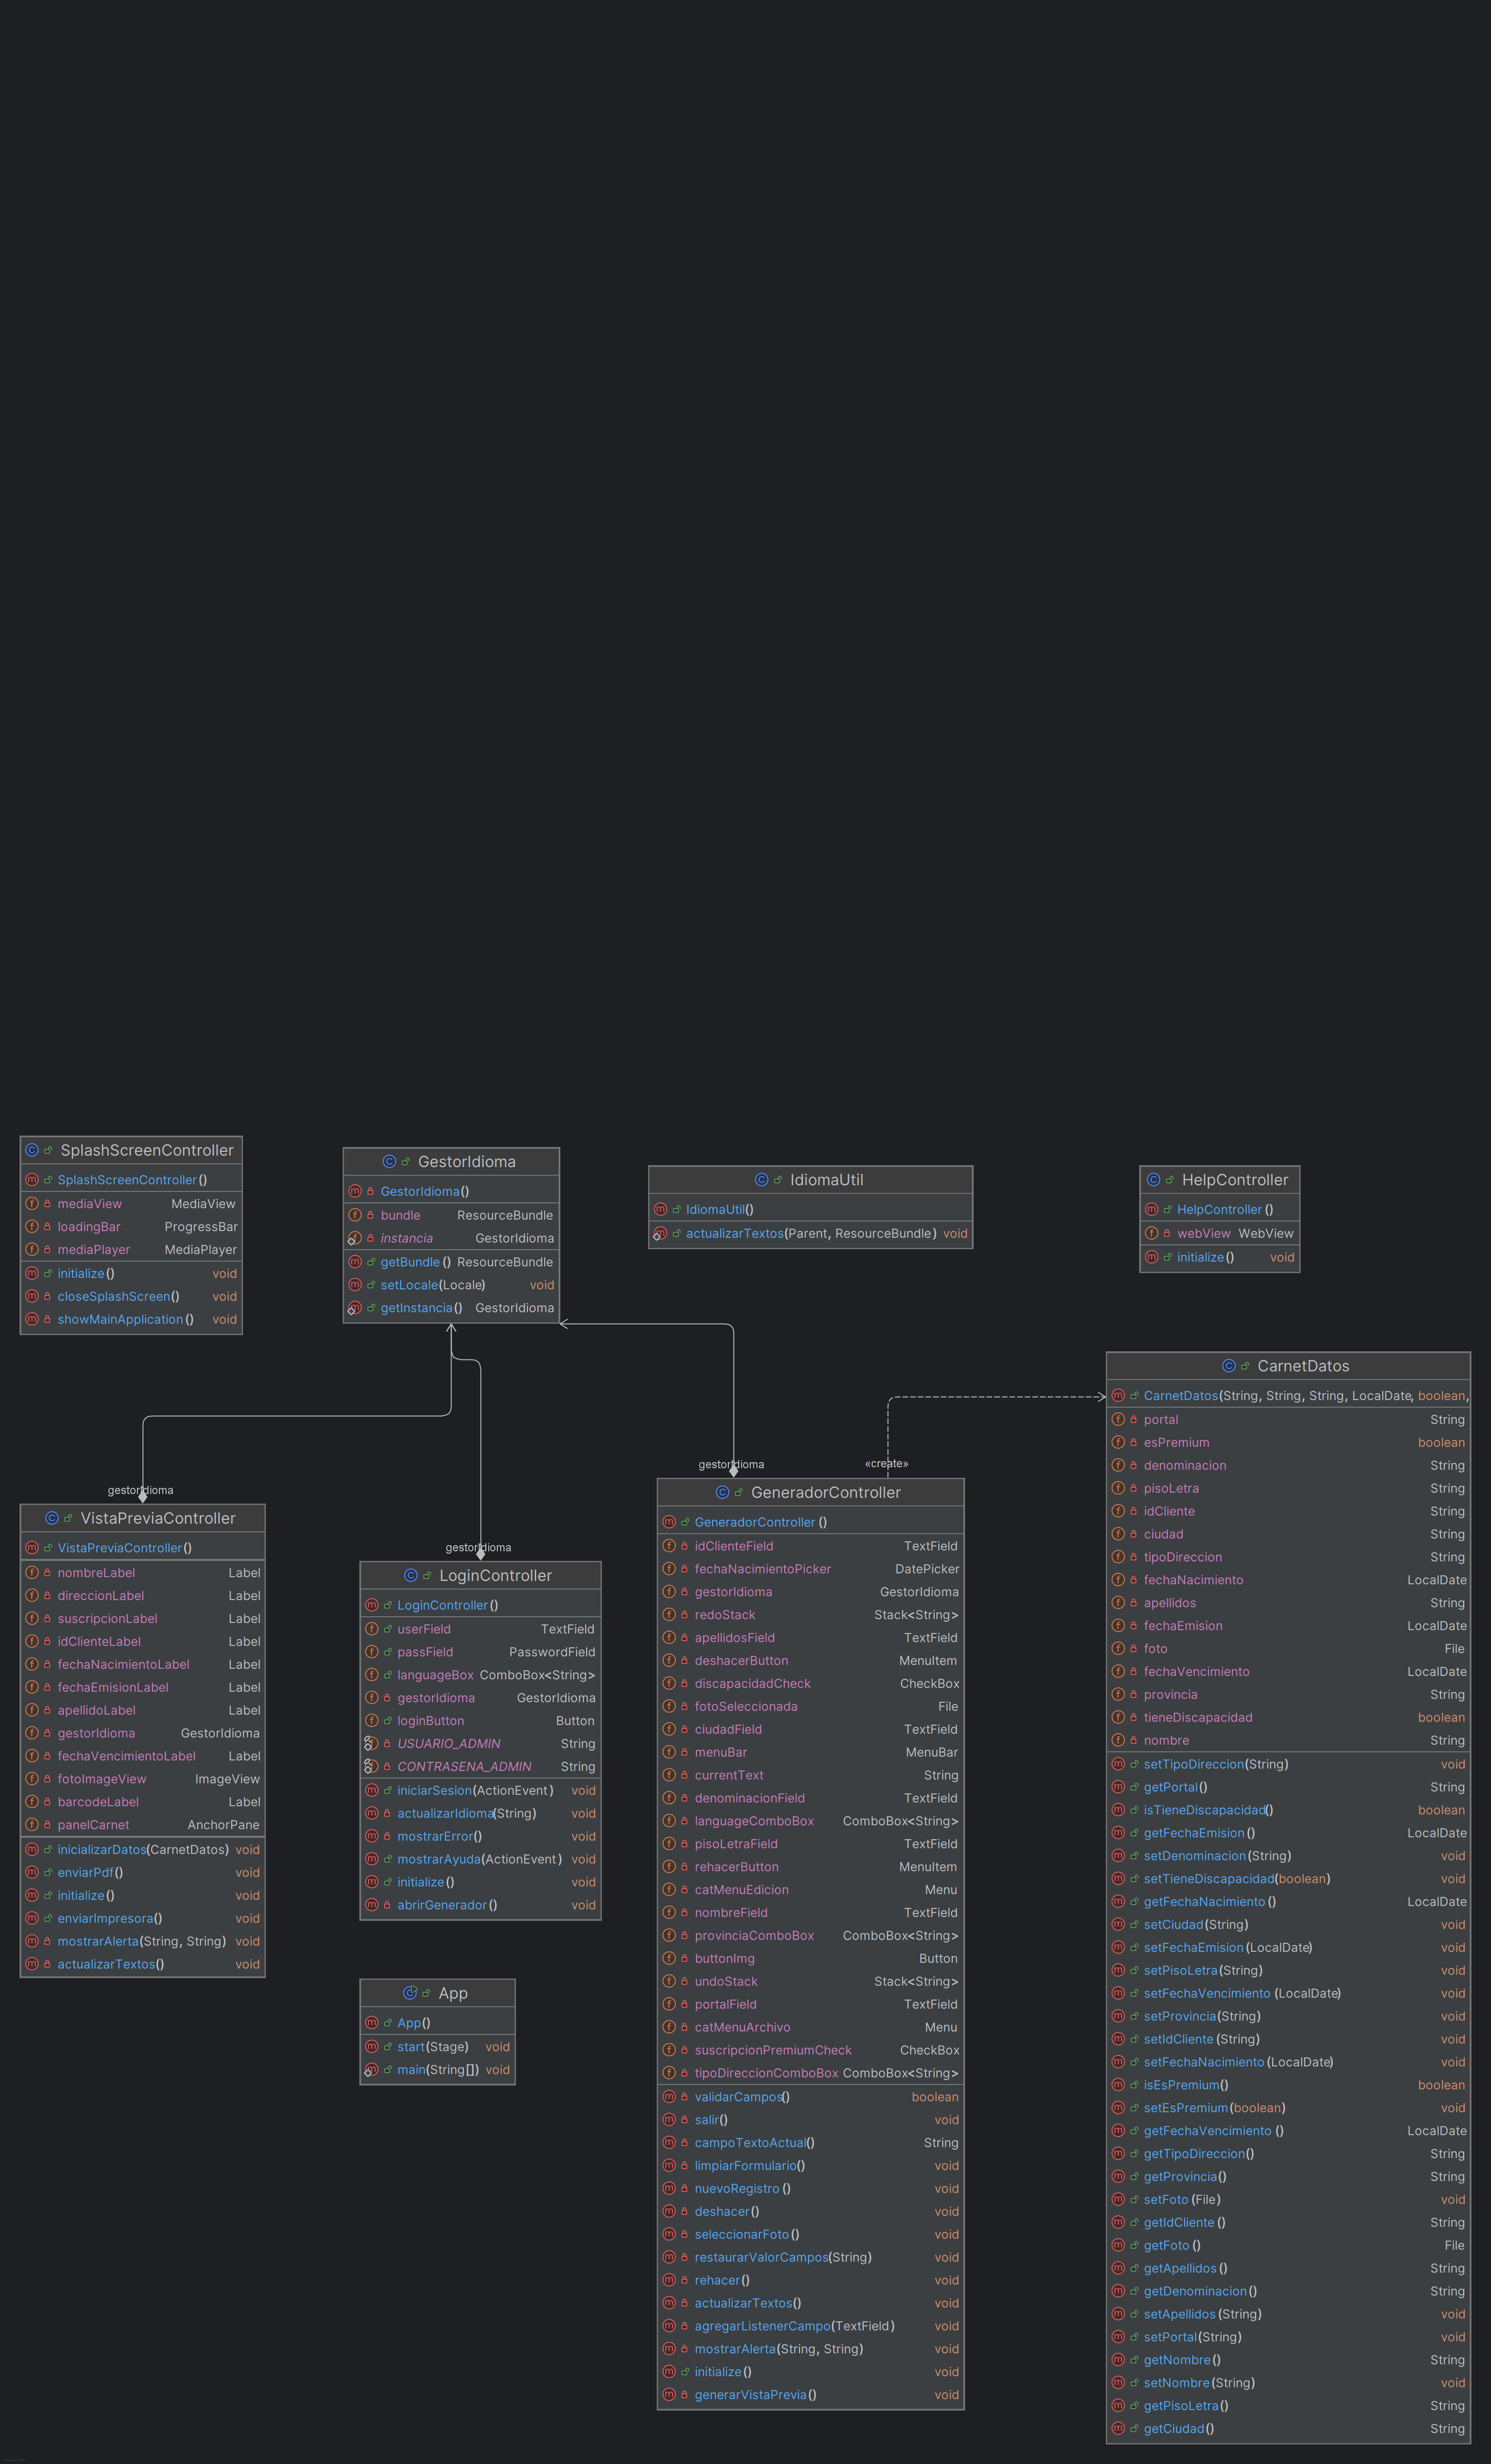 SplashScreenController
SplashScreenController()
mediaView MediaView
loadingBar ProgressBar
mediaPlayer MediaPlayer
initialize() void
closeSplashScreen() void
showMainApplication() void
GestorIdioma
GestorIdioma()
bundle ResourceBundle
instancia GestorIdioma
getBundle() ResourceBundle
setLocale(Locale) void
getInstancia() GestorIdioma
IdiomaUtil
IdiomaUtil()
actualizarTextos(Parent, ResourceBundle) void
HelpController
HelpController()
webView WebView
initialize() void
gestorIdioma
VistaPreviaController
VistaPreviaController()
nombreLabel Label
direccionLabel Label
suscripcionLabel Label
idClienteLabel Label
fechaNacimientoLabel Label
fechaEmisionLabel Label
apellidoLabel Label
gestorIdioma GestorIdioma
fechaVencimientoLabel Label
fotoImageView ImageView
barcodeLabel Label
panelCarnet AnchorPane
inicializarDatos(CarnetDatos) void
enviarPdf() void
initialize() void
enviarImpresora() void
mostrarAlerta(String, String) void
actualizarTextos() void
gestorIdioma
LoginController
LoginController()
userField TextField
passField PasswordField
languageBox ComboBox<String>
gestorIdioma GestorIdioma
loginButton Button
USUARIO_ADMIN String
CONTRASENA_ADMIN String
iniciarSesion(ActionEvent) void
actualizarIdioma(String) void
mostrarError() void
mostrarAyuda(ActionEvent) void
initialize() void
abrirGenerador() void
App
App()
start(Stage) void
main(String[]) void
gestorIdioma
«create»
GeneradorController
GeneradorController()
idClienteField TextField
fechaNacimientoPicker DatePicker
gestorIdioma GestorIdioma
redoStack Stack<String>
apellidosField TextField
deshacerButton MenuItem
discapacidadCheck CheckBox
fotoSeleccionada File
ciudadField TextField
menuBar MenuBar
currentText String
denominacionField TextField
languageComboBox ComboBox<String>
pisoLetraField TextField
rehacerButton MenuItem
catMenuEdicion Menu
nombreField TextField
provinciaComboBox ComboBox<String>
buttonImg Button
undoStack Stack<String>
portalField TextField
catMenuArchivo Menu
suscripcionPremiumCheck CheckBox
tipoDireccionComboBox ComboBox<String>
validarCampos() boolean
salir() void
campoTextoActual() String
limpiarFormulario() void
nuevoRegistro() void
deshacer() void
seleccionarFoto() void
restaurarValorCampos(String) void
rehacer() void
actualizarTextos() void
agregarListenerCampo(TextField) void
mostrarAlerta(String, String) void
initialize() void
generarVistaPrevia() void
CarnetDatos
CarnetDatos(String, String, String, LocalDate, boolean,
portal String
esPremium boolean
denominacion String
pisoLetra String
idCliente String
ciudad String
tipoDireccion String
fechaNacimiento LocalDate
apellidos String
fechaEmision LocalDate
foto File
fechaVencimiento LocalDate
provincia String
tieneDiscapacidad boolean
nombre String
setTipoDireccion(String) void
getPortal() String
isTieneDiscapacidad() boolean
getFechaEmision() LocalDate
setDenominacion(String) void
setTieneDiscapacidad(boolean) void
getFechaNacimiento() LocalDate
setCiudad(String) void
setFechaEmision(LocalDate) void
setPisoLetra(String) void
setFechaVencimiento(LocalDate) void
setProvincia(String) void
setIdCliente(String) void
setFechaNacimiento(LocalDate) void
isEsPremium() boolean
setEsPremium(boolean) void
getFechaVencimiento() LocalDate
getTipoDireccion() String
getProvincia() String
setFoto(File) void
getIdCliente() String
getFoto() File
getApellidos() String
getDenominacion() String
setApellidos(String) void
setPortal(String) void
getNombre() String
setNombre(String) void
getPisoLetra() String
getCiudad() String